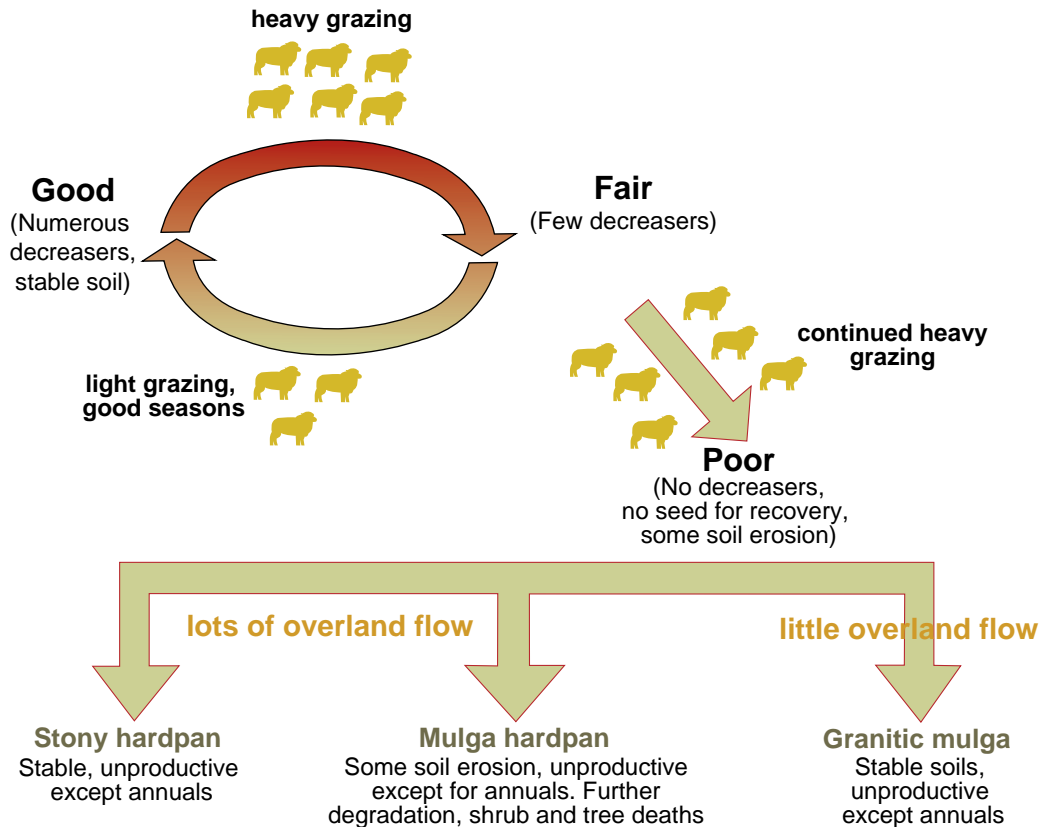 heavy grazing
Good
(Numerous
decreasers,
stable soil)
Fair
(Few decreasers)
light grazing,
good seasons
continued heavy
grazing
Poor
(No decreasers,
no seed for recovery,
some soil erosion)
lots of overland flow
little overland flow
Stony hardpan
Stable, unproductive
except annuals
Mulga hardpan
Some soil erosion, unproductive
except for annuals. Further
degradation, shrub and tree deaths
Granitic mulga
Stable soils,
unproductive
except annuals